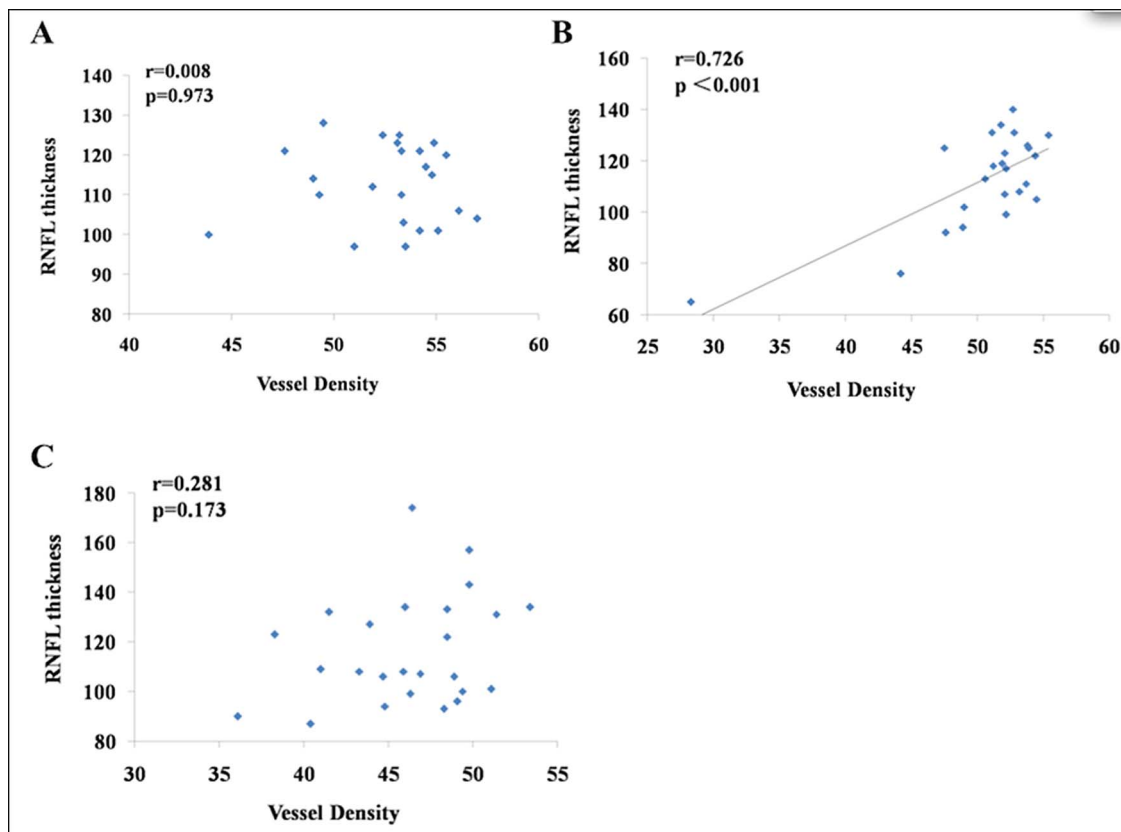 A
r=0.008
p=0.973
140
130
120
110
100
90
80
RNFL thickness
40 45 50 55 60
Vessel Density
B
r=0.726
p <0.001
160
140
120
100
80
60
RNFL thickness
25 30 35 40 45 50 55 60
Vessel Density
C
r=0.281
p=0.173
180
160
140
120
100
80
RNFL thickness
30 35 40 45 50 55
Vessel Density